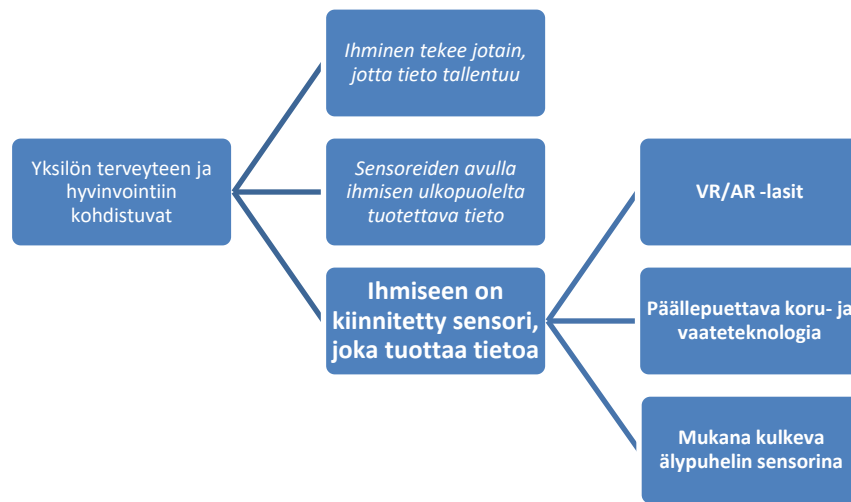 Yksilön terveyteen ja
hyvinvointiin
kohdistuvat
Ihminen tekee jotain,
jotta tieto tallentuu
Sensoreiden avulla
ihmisen ulkopuolelta
tuotettava tieto
Ihmiseen on
kiinnitetty sensori,
joka tuottaa tietoa
VR/AR -lasit
Päällepuettava koru- ja
vaateteknologia
Mukana kulkeva
älypuhelin sensorina